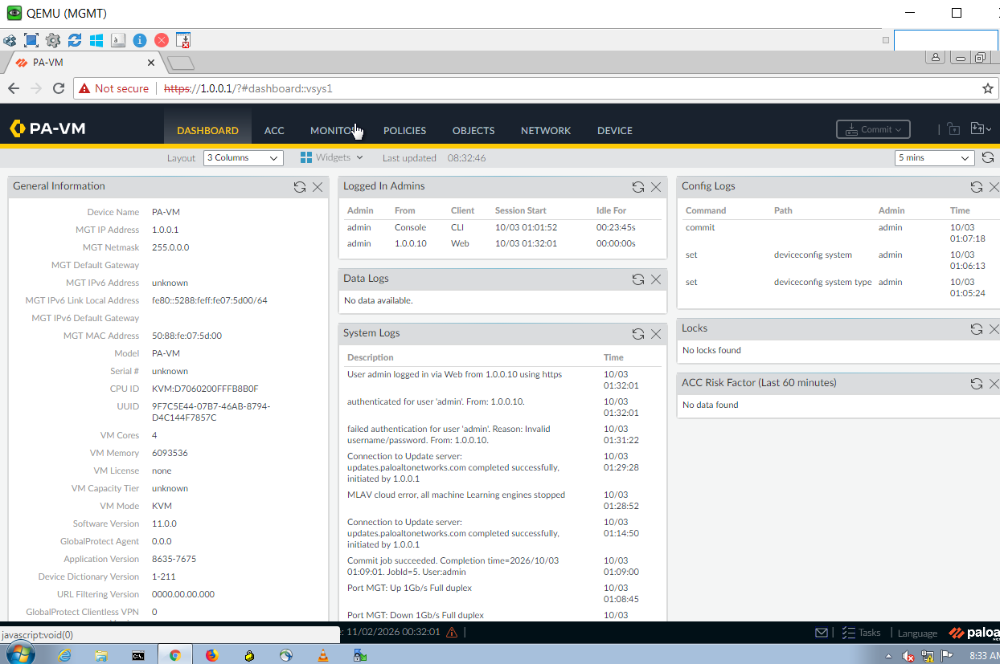 QEMU (MGMT)
PA-VM
Not secure https://1.0.0.1/?#dashboard::vsys1
PA-VM DASHBOARD ACC MONITOR POLICIES OBJECTS NETWORK DEVICE Commit
Layout 3 Columns Widgets Last updated 08:32:46 5 mins
General Information
Device Name PA-VM
MGT IP Address 1.0.0.1
MGT Netmask 255.0.0.0
MGT Default Gateway
MGT IPv6 Address unknown
MGT IPv6 Link Local Address fe80::5288:feff:fe07:5d00/64
MGT IPv6 Default Gateway
MGT MAC Address 50:88:fe:07:5d:00
Model PA-VM
Serial # unknown
CPU ID KVM:D7060200FFFB8B0F
UUID 9F7C5E44-07B7-46AB-8794-
D4C144F7857C
VM Cores 4
VM Memory 6093536
VM License none
VM Capacity Tier unknown
VM Mode KVM
Software Version 11.0.0
GlobalProtect Agent 0.0.0
Application Version 8635-7675
Device Dictionary Version 1-211
URL Filtering Version 0000.00.00.000
GlobalProtect Clientless VPN 0
Logged In Admins
Admin From Client Session Start Idle For
admin Console CLI 10/03 01:01:52 00:23:45s
admin 1.0.0.10 Web 10/03 01:32:01 00:00:00s
Data Logs
No data available.
System Logs
Description Time
User admin logged in via Web from 1.0.0.10 using https 10/03
01:32:01
authenticated for user 'admin'. From: 1.0.0.10. 10/03
01:32:01
failed authentication for user 'admin'. Reason: Invalid 10/03
username/password. From: 1.0.0.10. 01:31:22
Connection to Update server: 10/03
updates.paloaltonetworks.com completed successfully, 01:29:28
initiated by 1.0.0.1
MLAV cloud error, all machine Learning engines stopped 10/03
01:28:52
Connection to Update server: 10/03
updates.paloaltonetworks.com completed successfully, 01:14:50
initiated by 1.0.0.1
Commit job succeeded. Completion time=2026/10/03 10/03
01:09:01. JobId=5. User:admin 01:09:00
Port MGT: Up 1Gb/s Full duplex 10/03
01:08:45
Port MGT: Down 1Gb/s Full duplex 10/03
Config Logs
Command Path Admin Time
commit admin 10/03
01:07:18
set deviceconfig system admin 10/03
01:06:13
set deviceconfig system type admin 10/03
01:05:24
Locks
No locks found
ACC Risk Factor (Last 60 minutes)
No data found
javascript:void(0)
: 11/02/2026 00:32:01 Tasks Language paloa
8:33 AM